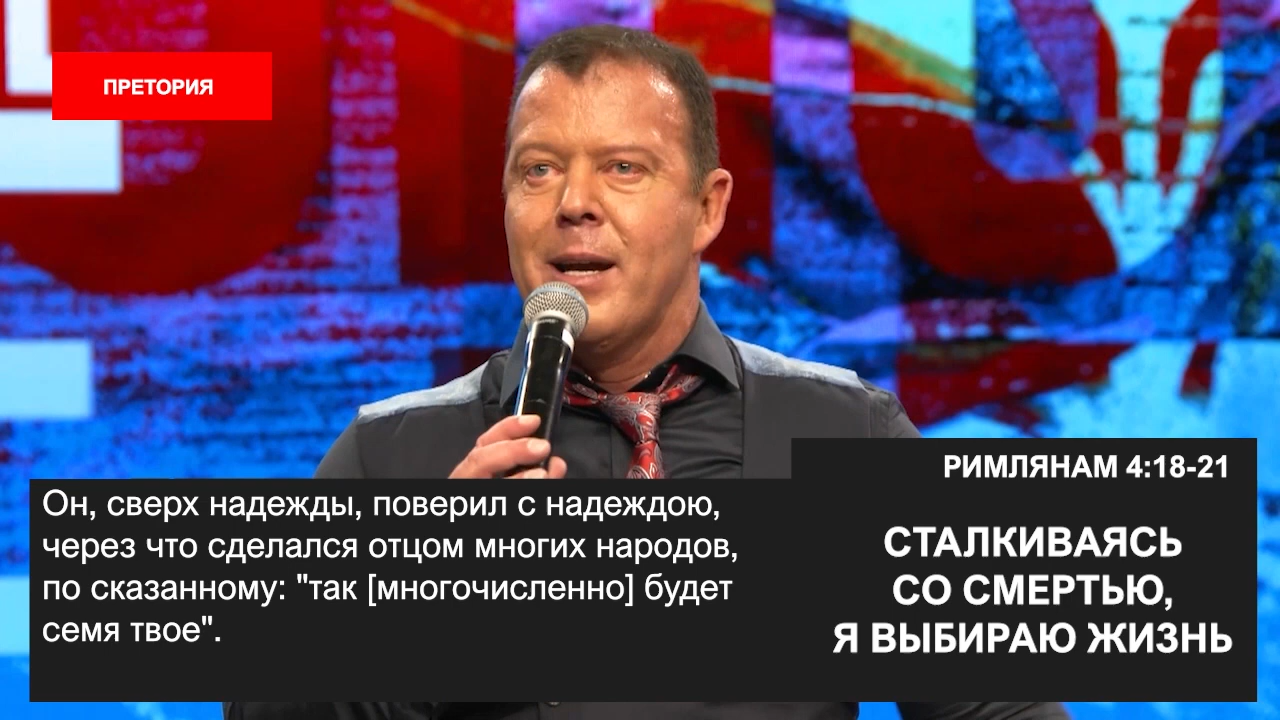 ПРЕТОРИЯ
РИМЛЯНАМ 4:18-21
Он, сверх надежды, поверил с надеждою,
через что сделался отцом многих народов,
по сказанному: "так [многочисленно] будет
семя твое".
СТАЛКИВАЯСЬ
СО СМЕРТЬЮ,
Я ВЫБИРАЮ ЖИЗНЬ